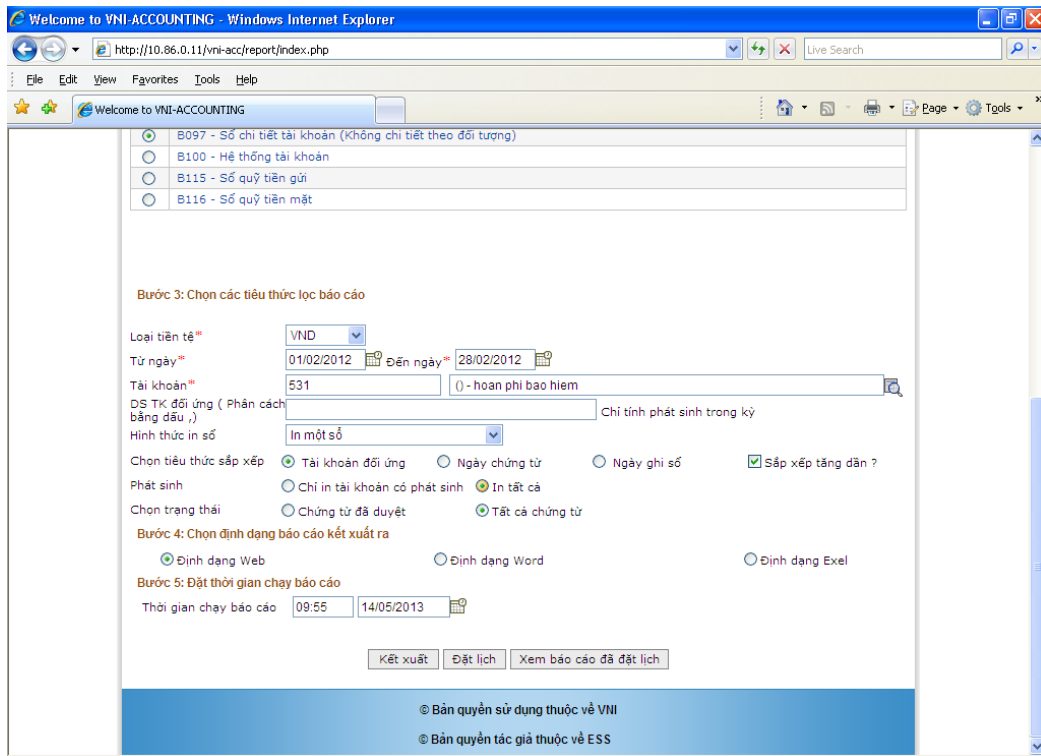 Welcome to VNI-ACCOUNTING - Windows Internet Explorer
http://10.86.0.11/vni-acc/report/index.php
Live Search
File Edit View Favorites Tools Help
Welcome to VNI-ACCOUNTING
Page Tools
B097 - Sổ chi tiết tài khoản (Không chi tiết theo đối tượng)
B100 - Hệ thống tài khoản
B115 - Sổ quỹ tiền gửi
B116 - Sổ quỹ tiền mặt
Bước 3: Chọn các tiêu thức lọc báo cáo
Loại tiền tệ* VND
Từ ngày* 01/02/2012 Đến ngày* 28/02/2012
Tài khoản* 531 () - hoan phi bao hiem
DS TK đối ứng ( Phân cách
bằng dấu ,) Chỉ tính phát sinh trong kỳ
Hình thức in sổ In một sổ
Chọn tiêu thức sắp xếp Tài khoản đối ứng Ngày chứng từ Ngày ghi sổ Sắp xếp tăng dần ?
Phát sinh Chỉ in tài khoản có phát sinh In tất cả
Chọn trạng thái Chứng từ đã duyệt Tất cả chứng từ
Bước 4: Chọn định dạng báo cáo kết xuất ra
Định dạng Web Định dạng Word Định dạng Exel
Bước 5: Đặt thời gian chạy báo cáo
Thời gian chạy báo cáo 09:55 14/05/2013
Kết xuất Đặt lịch Xem báo cáo đã đặt lịch
© Bản quyền sử dụng thuộc về VNI
© Bản quyền tác giả thuộc về ESS